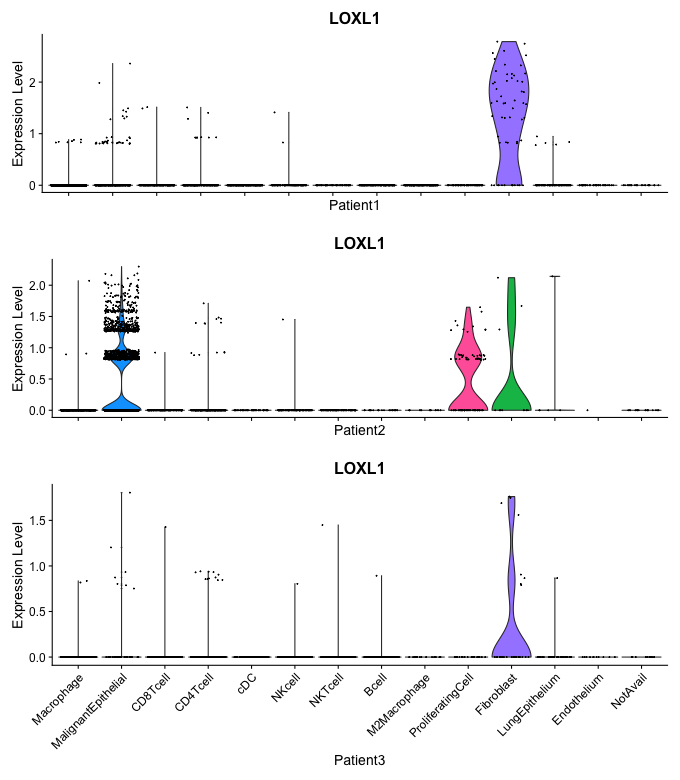 LOXL1
Expression Level
2
1
0
Patient1
LOXL1
Expression Level
2.0
1.5
1.0
0.5
0.0
Patient2
LOXL1
Expression Level
1.5
1.0
0.5
0.0
Macrophage
MalignantEpithelial
CD8Tcell
CD4Tcell
cDC
NKcell
NKTcell
Bcell
M2Macrophage
ProliferatingCell
Fibroblast
LungEpithelium
Endothelium
NotAvail
Patient3